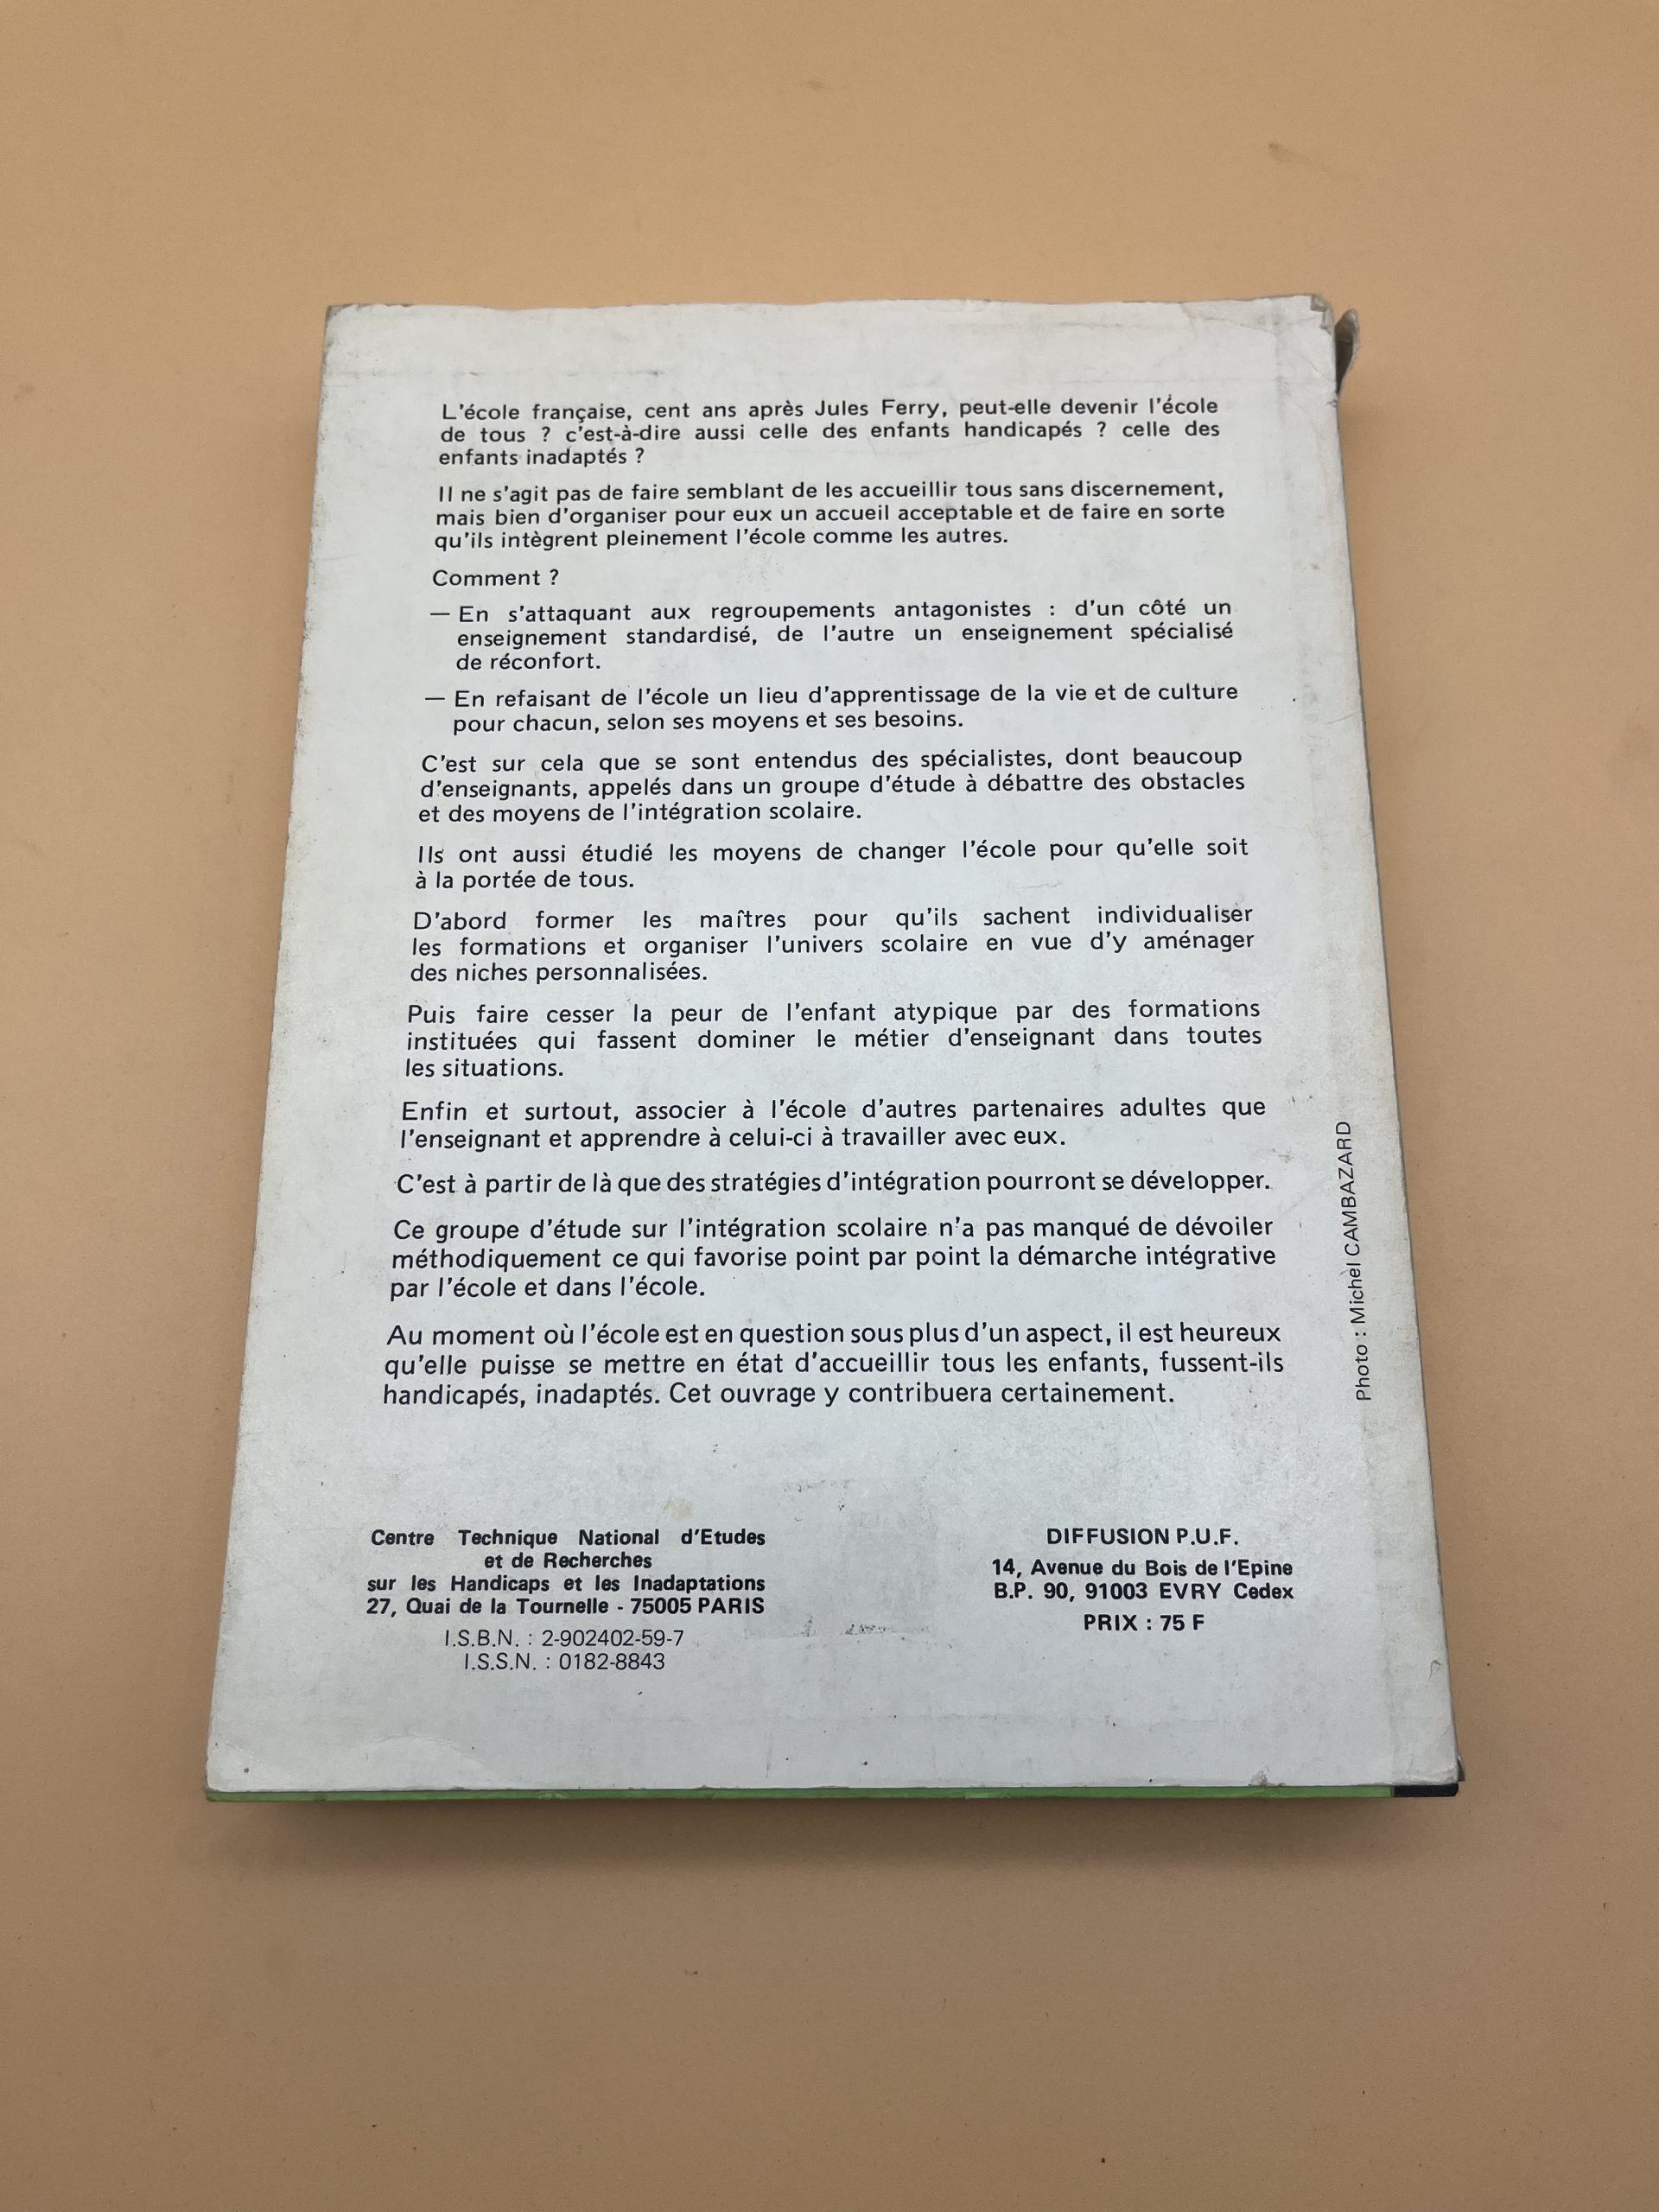 L'école française, cent ans après Jules Ferry, peut-elle devenir l'école
de tous ? c'est-à-dire aussi celle des enfants handicapés ? celle des
enfants inadaptés ?
Il ne s'agit pas de faire semblant de les accueillir tous sans discernement,
mais bien d'organiser pour eux un accueil acceptable et de faire en sorte
qu'ils intègrent pleinement l'école comme les autres.
Comment ?
— En s'attaquant aux regroupements antagonistes : d'un côté un
enseignement standardisé, de l'autre un enseignement spécialisé
de réconfort.
— En refaisant de l'école un lieu d'apprentissage de la vie et de culture
pour chacun, selon ses moyens et ses besoins.
C'est sur cela que se sont entendus des spécialistes, dont beaucoup
d'enseignants, appelés dans un groupe d'étude à débattre des obstacles
et des moyens de l'intégration scolaire.
Ils ont aussi étudié les moyens de changer l'école pour qu'elle soit
à la portée de tous.
D'abord former les maîtres pour qu'ils sachent individualiser
les formations et organiser l'univers scolaire en vue d'y aménager
des niches personnalisées.
Puis faire cesser la peur de l'enfant atypique par des formations
instituées qui fassent dominer le métier d'enseignant dans toutes
les situations.
Enfin et surtout, associer à l'école d'autres partenaires adultes que
l'enseignant et apprendre à celui-ci à travailler avec eux.
C'est à partir de là que des stratégies d'intégration pourront se développer.
Ce groupe d'étude sur l'intégration scolaire n'a pas manqué de dévoiler
méthodiquement ce qui favorise point par point la démarche intégrative
par l'école et dans l'école.
Au moment où l'école est en question sous plus d'un aspect, il est heureux
qu'elle puisse se mettre en état d'accueillir tous les enfants, fussent-ils
handicapés, inadaptés. Cet ouvrage y contribuera certainement.
Photo : Michel CAMBAZARD
Centre Technique National d'Etudes
et de Recherches
sur les Handicaps et les Inadaptations
27, Quai de la Tournelle - 75005 PARIS
I.S.B.N. : 2-902402-59-7
I.S.S.N. : 0182-8843
DIFFUSION P.U.F.
14, Avenue du Bois de l'Epine
B.P. 90, 91003 EVRY Cedex
PRIX : 75 F